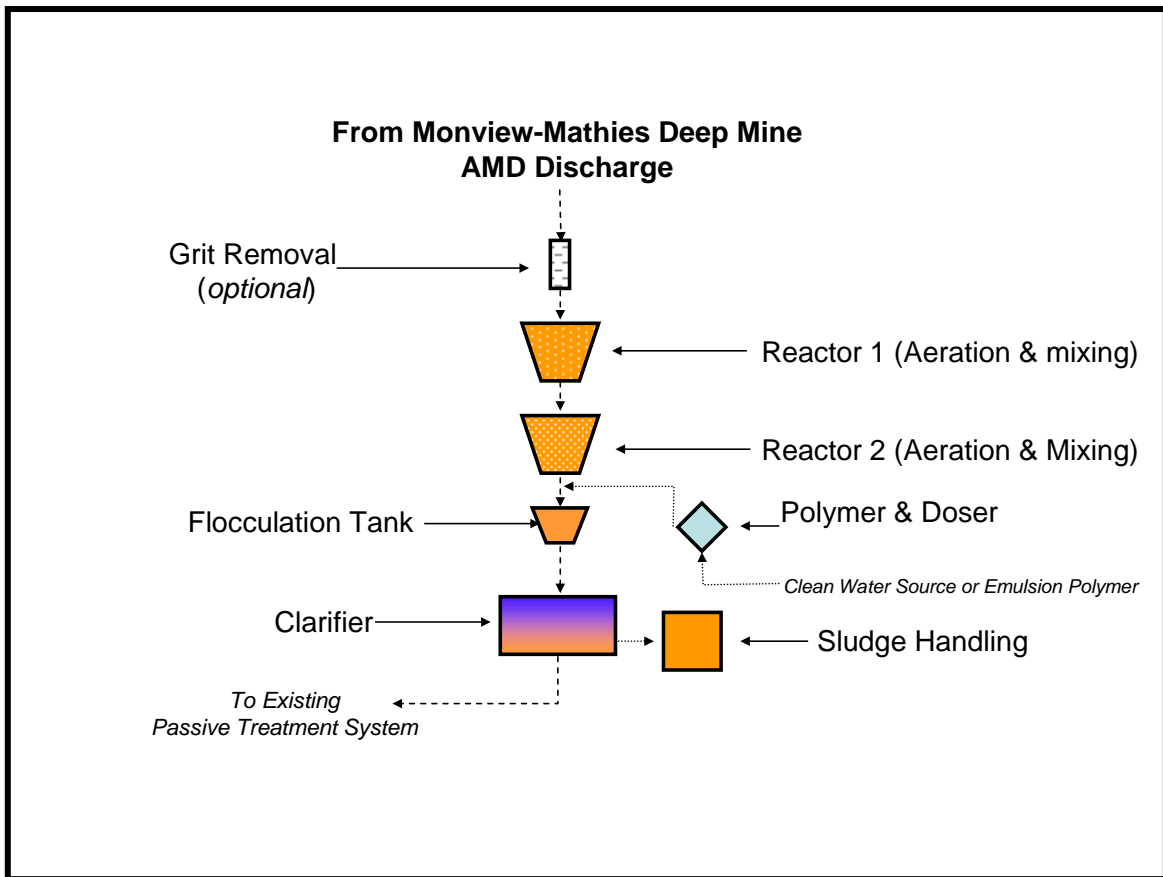 From Monview-Mathies Deep Mine
AMD Discharge
Grit Removal
(optional)
Reactor 1 (Aeration & mixing)
Reactor 2 (Aeration & Mixing)
Flocculation Tank
Polymer & Doser
Clean Water Source or Emulsion Polymer
Clarifier
Sludge Handling
To Existing
Passive Treatment System